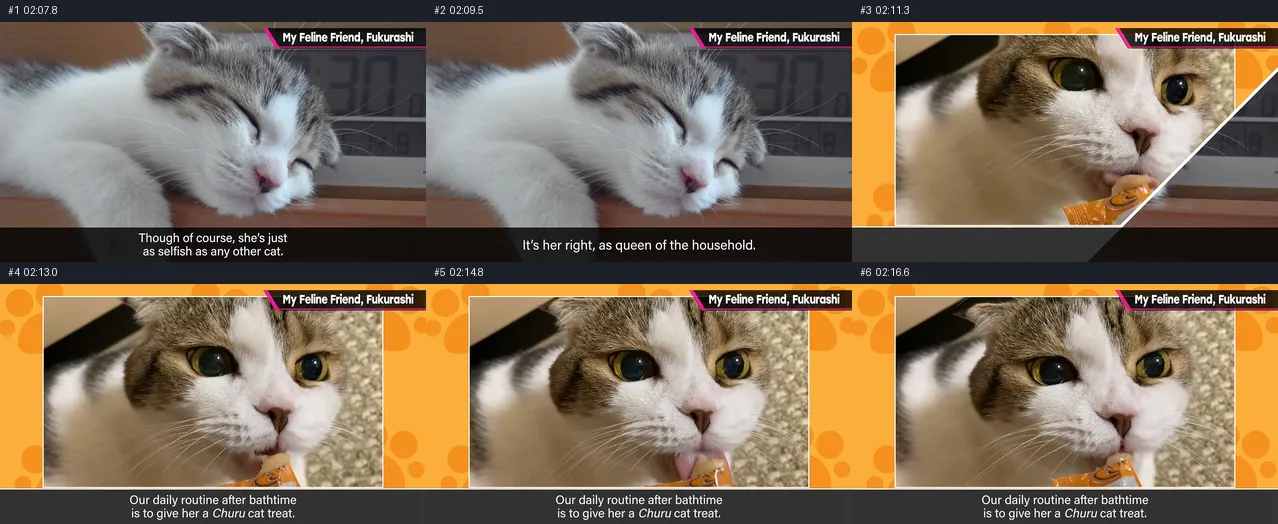 #1 02:07.8
My Feline Friend, Fukurashi
Though of course, she's just
as selfish as any other cat.
#2 02:09.5
My Feline Friend, Fukurashi
It's her right, as queen of the household.
#3 02:11.3
My Feline Friend, Fukurashi
#4 02:13.0
My Feline Friend, Fukurashi
Our daily routine after bathtime
is to give her a Churu cat treat.
#5 02:14.8
My Feline Friend, Fukurashi
Our daily routine after bathtime
is to give her a Churu cat treat.
#6 02:16.6
My Feline Friend, Fukurashi
Our daily routine after bathtime
is to give her a Churu cat treat.